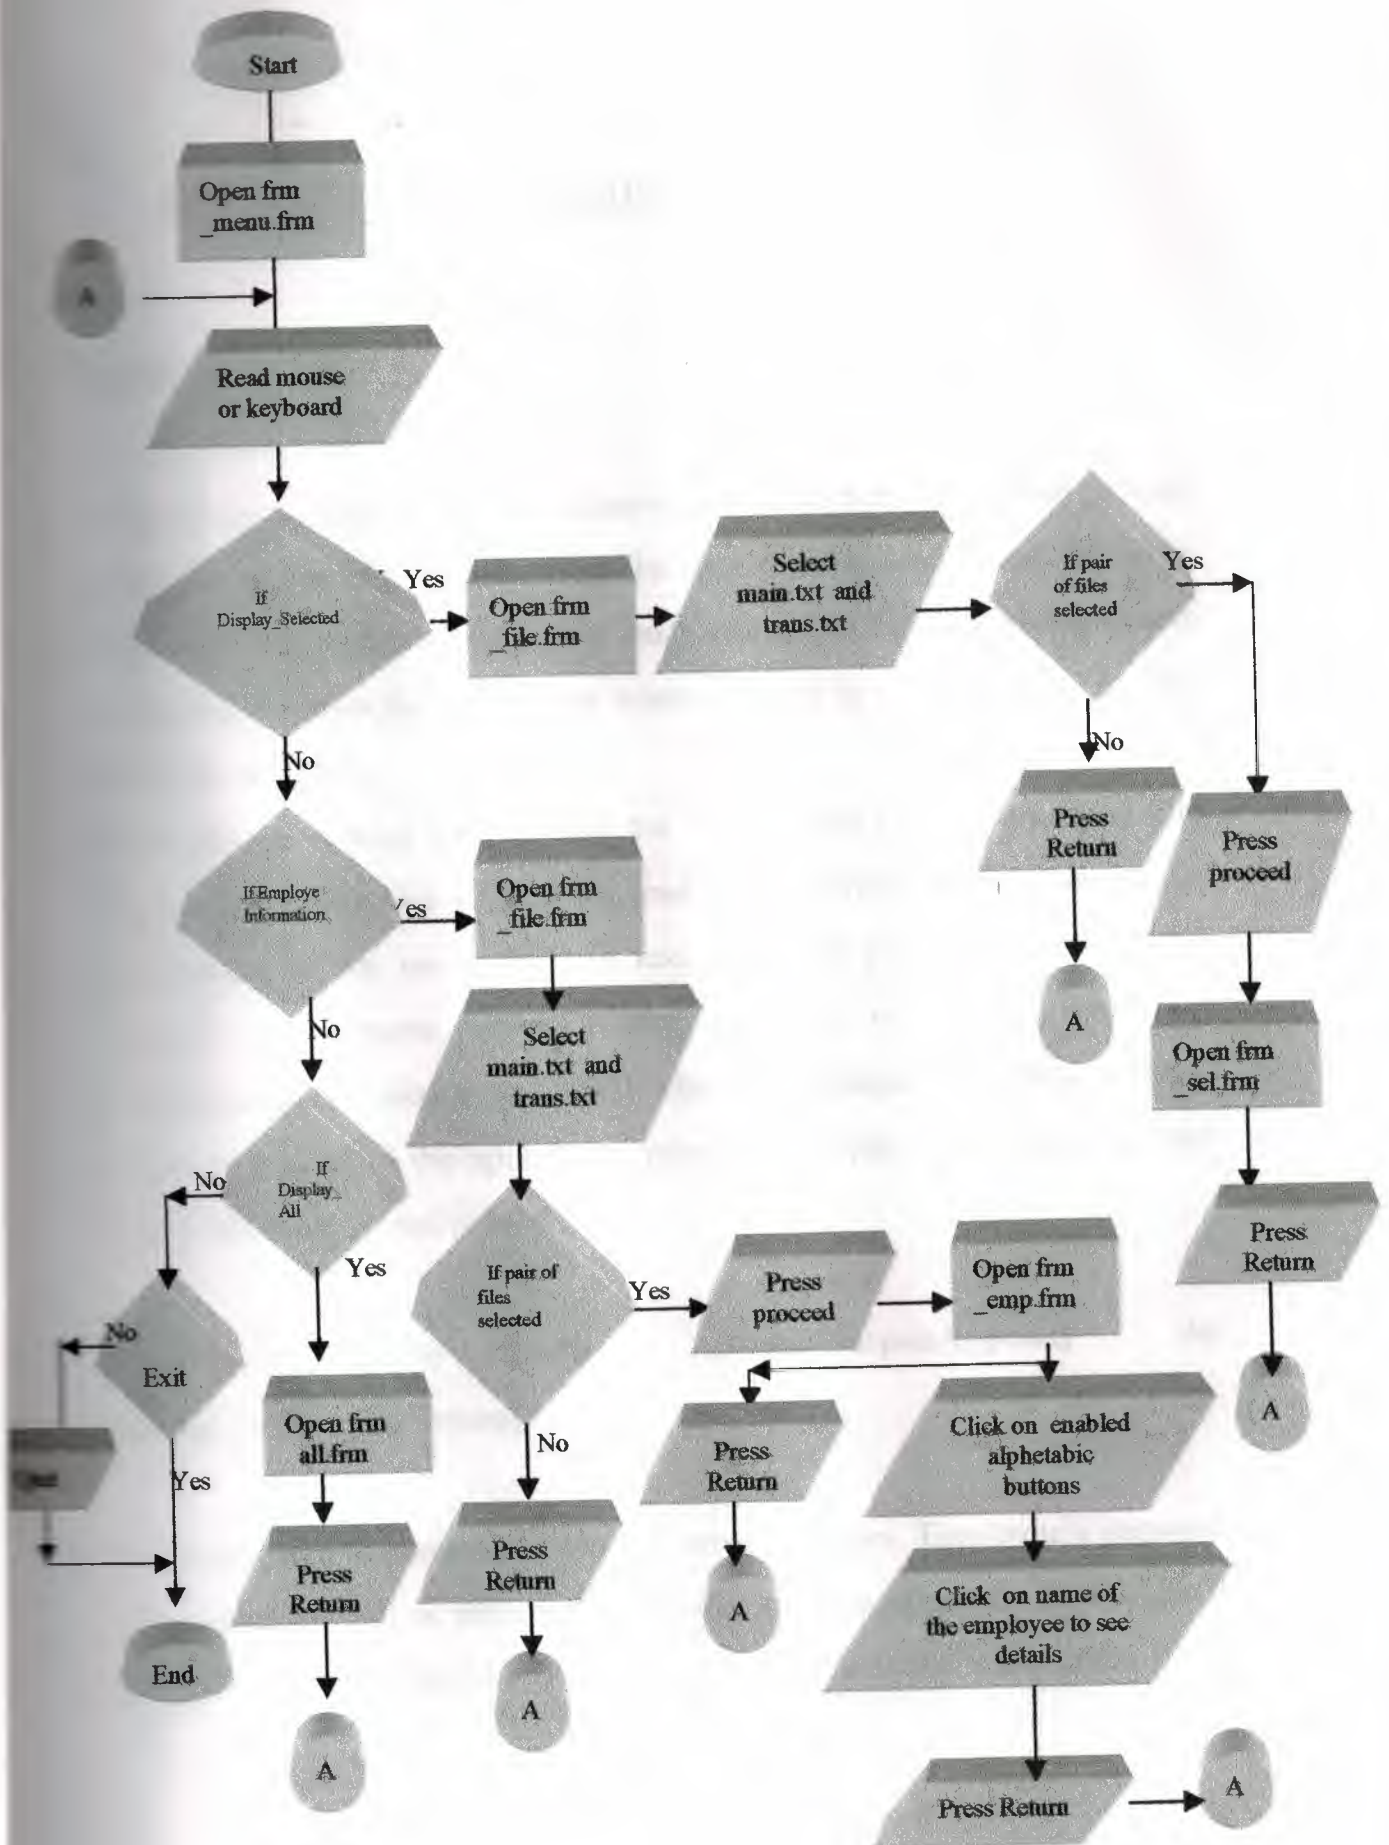 Start
Open frm
_menu.frm
A
Read mouse
or keyboard
If
Display_Selected
Yes
Open frm
_file.frm
Select
main.txt and
trans.txt
If pair
of files
selected
Yes
No
Press
Return
A
Press
proceed
Open frm
_sel.frm
Press
Return
A
No
If Employe
Information
Yes
Open frm
_file.frm
Select
main.txt and
trans.txt
If pair of
files
selected
Yes
Press
proceed
Open frm
_emp.frm
Press
Return
A
Click on enabled
alphetabic
buttons
Click on name of
the employee to see
details
Press Return
A
No
Press
Return
A
No
If
Display_
All
Yes
Open frm
all.frm
Press
Return
A
No
Exit
No
Yes
End